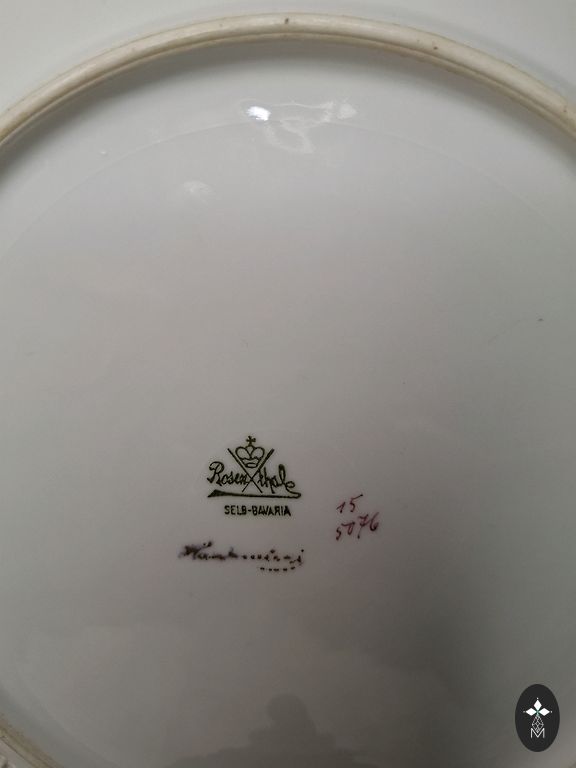 Rosenthal
SELB-BAVARIA
15
5076
M